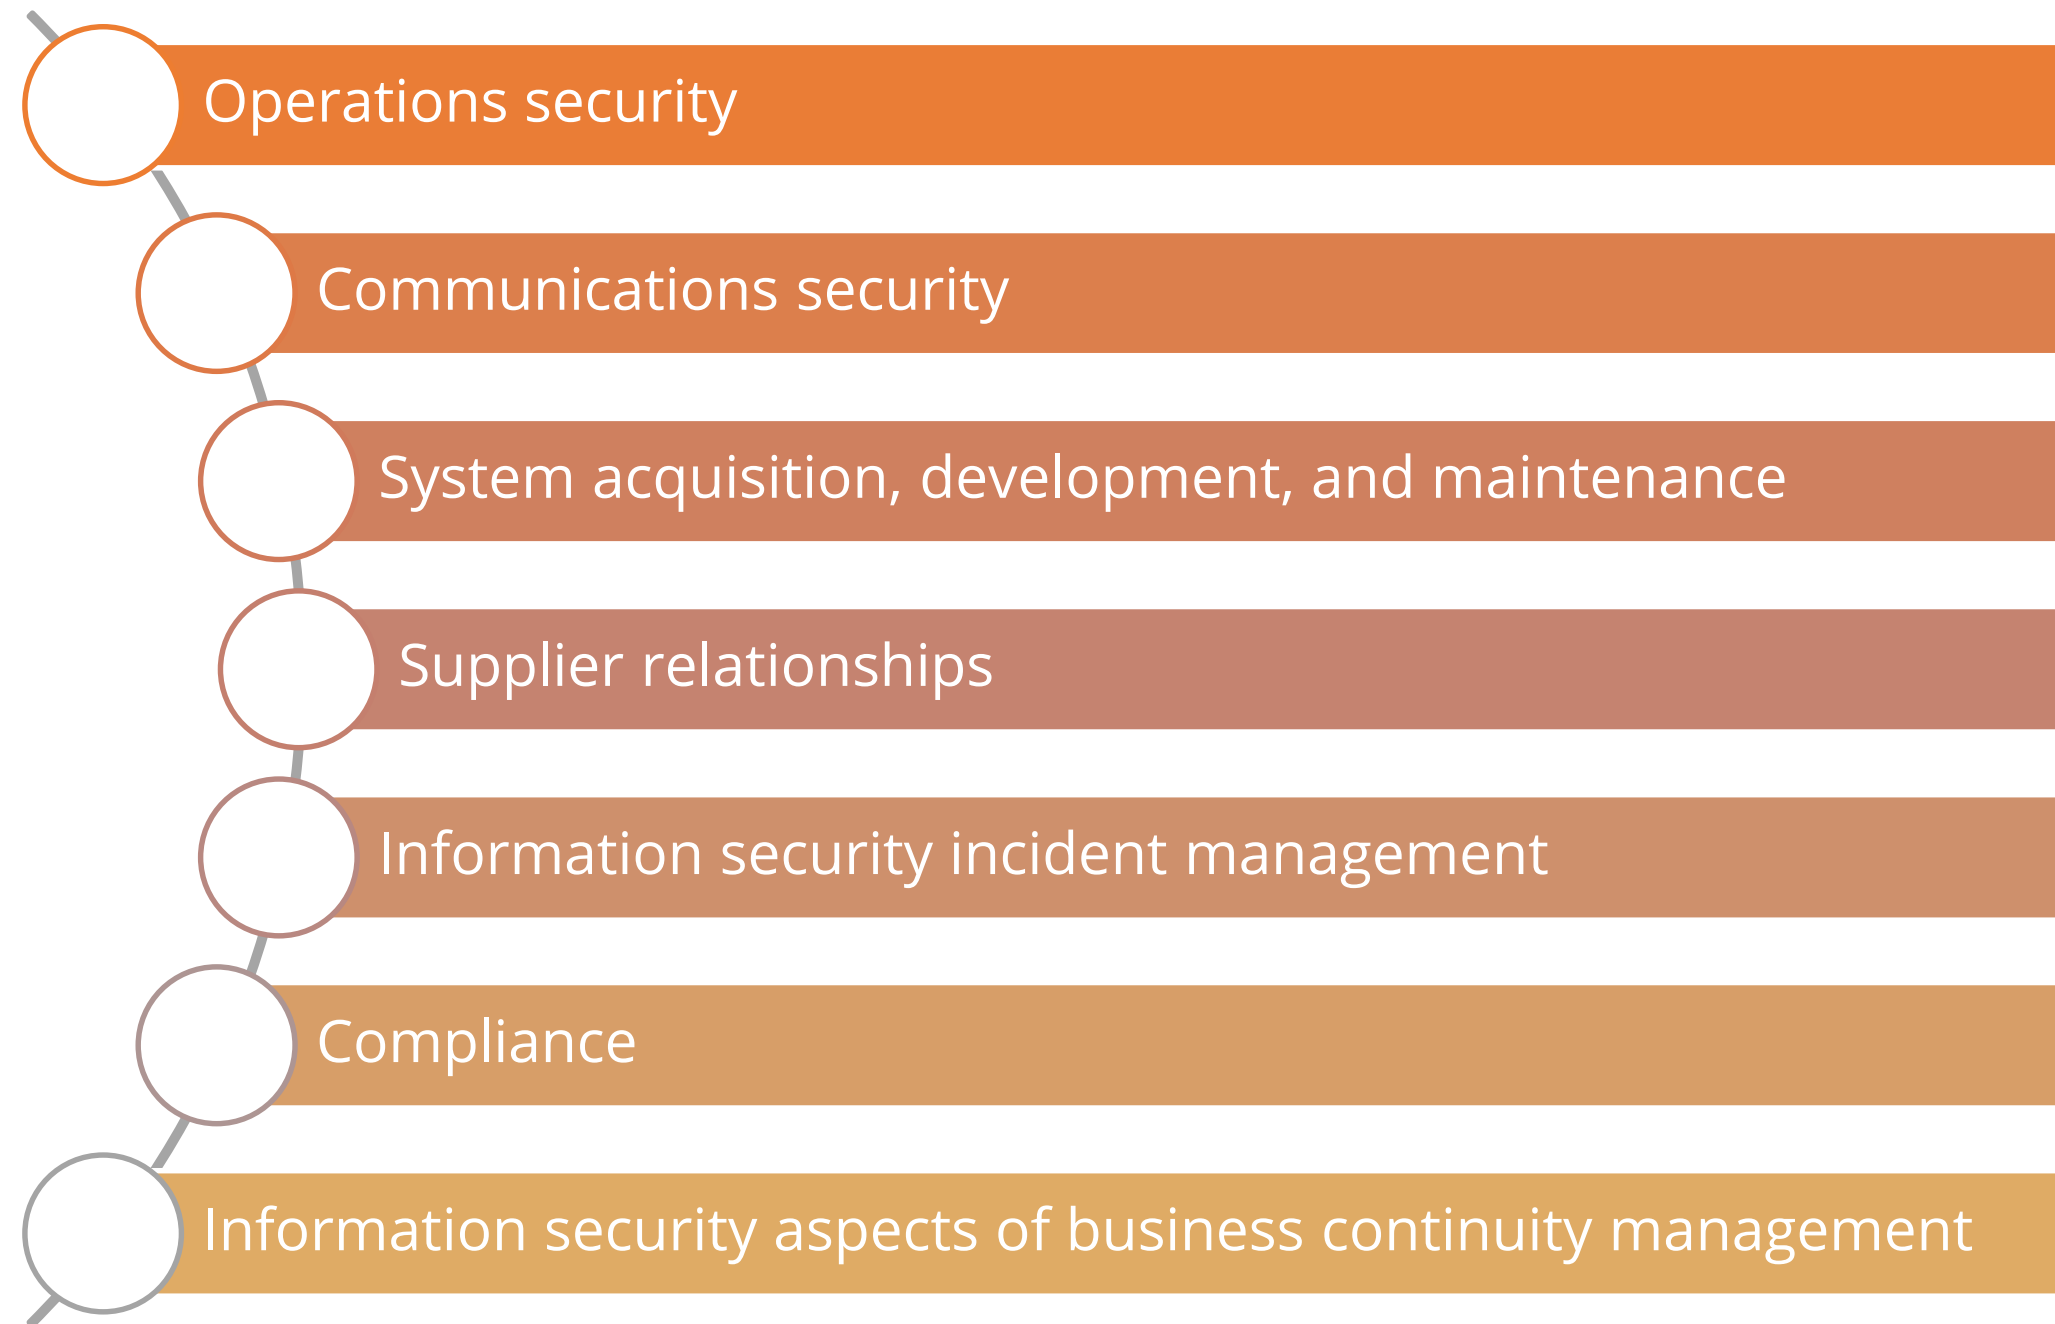 Operations security
Communications security
System acquisition, development, and maintenance
Supplier relationships
Information security incident management
Compliance
Information security aspects of business continuity management